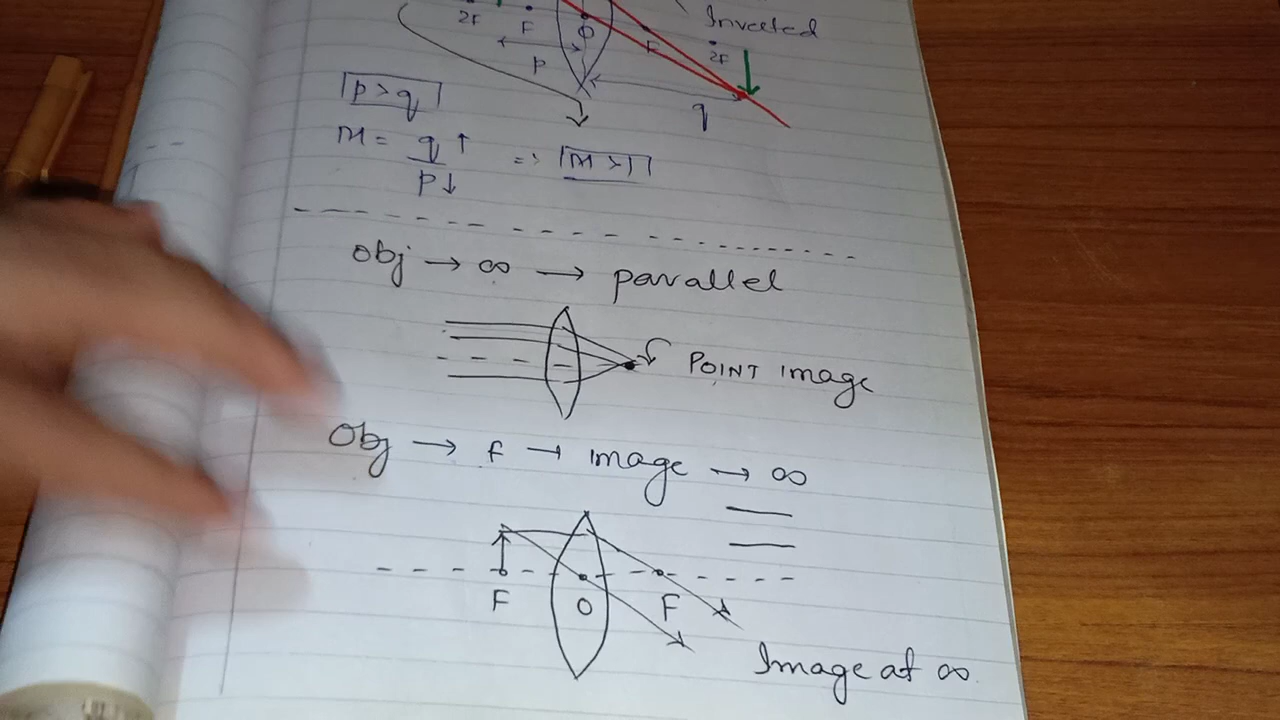 Inverted
2F F O F 2F
p
q
p > q
M = q ↑ / p ↓ => M > 1
Obj → ∞ → parallel
POINT image
Obj → f → image → ∞
F O F
Image at ∞